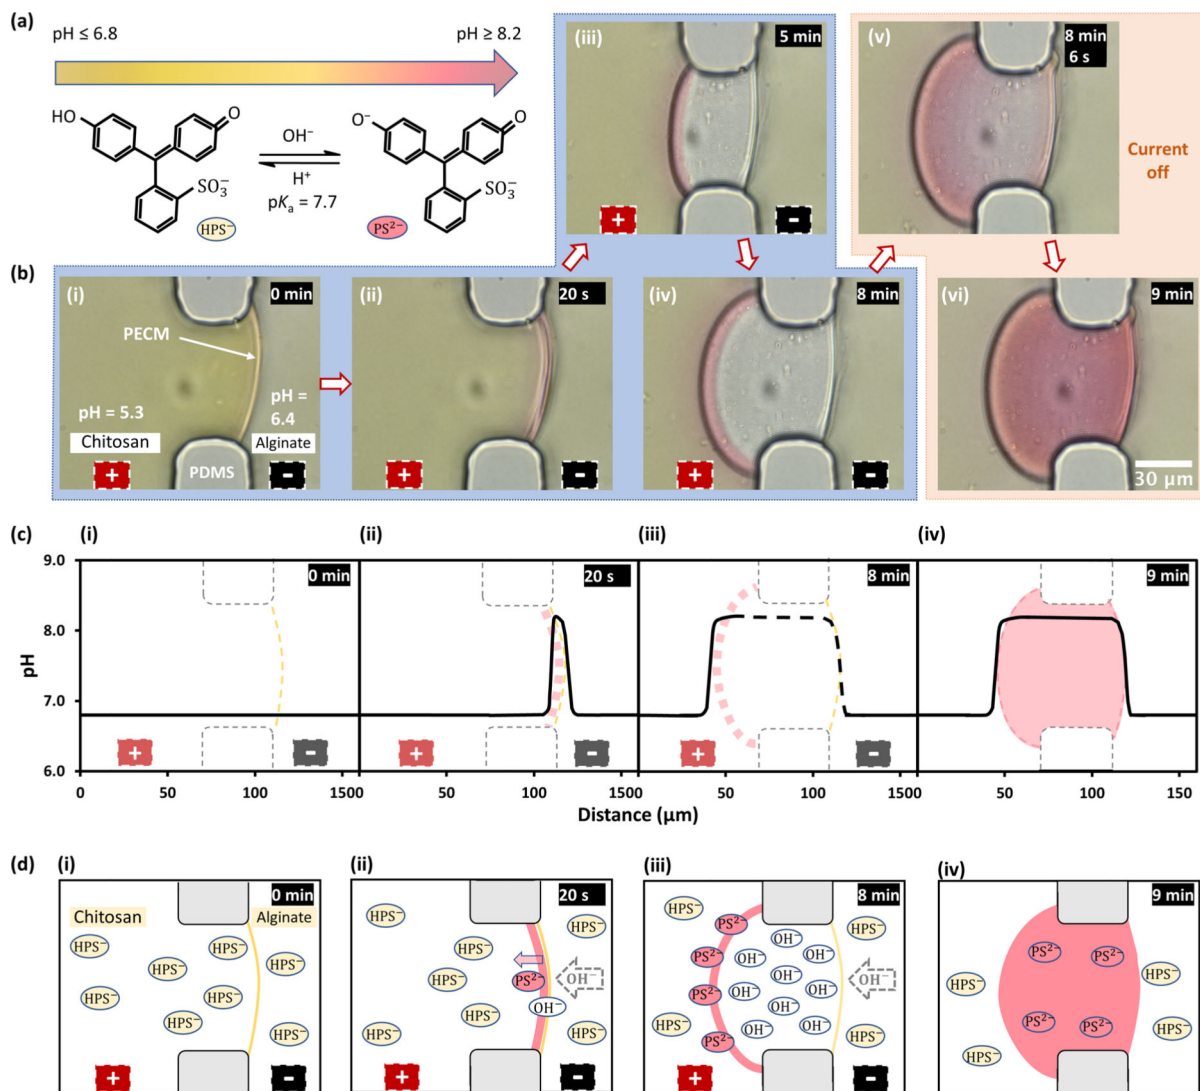 (a)
pH ≤ 6.8
pH ≥ 8.2
HO
O
OH⁻
H⁺
pKₐ = 7.7
SO₃⁻
HPS⁻
O⁻
O
SO₃⁻
PS²⁻
(iii)
5 min
+
-
(v)
8 min
6 s
Current
off
(b)
(i)
0 min
PECM
pH = 5.3
pH =
6.4
Chitosan
Alginate
+
PDMS
-
(ii)
20 s
+
-
(iv)
8 min
+
-
(vi)
9 min
30 µm
(c)
(i)
(ii)
(iii)
(iv)
9.0
8.0
7.0
6.0
pH
0 min
20 s
8 min
9 min
+
-
+
-
+
-
0 50 100 1500 50 100 1500 50 100 1500 50 100 150
Distance (µm)
(d)
(i)
0 min
Chitosan
Alginate
HPS⁻
HPS⁻
HPS⁻
HPS⁻
HPS⁻
HPS⁻
HPS⁻
HPS⁻
+
-
(ii)
20 s
HPS⁻
HPS⁻
HPS⁻
HPS⁻
PS²⁻
OH⁻
OH⁻
HPS⁻
HPS⁻
HPS⁻
+
-
(iii)
8 min
HPS⁻
PS²⁻
OH⁻
HPS⁻
PS²⁻
OH⁻
OH⁻
OH⁻
OH⁻
PS²⁻
OH⁻
OH⁻
OH⁻
OH⁻
HPS⁻
PS²⁻
OH⁻
HPS⁻
+
-
(iv)
9 min
PS²⁻
PS²⁻
HPS⁻
HPS⁻
PS²⁻
PS²⁻
HPS⁻
HPS⁻